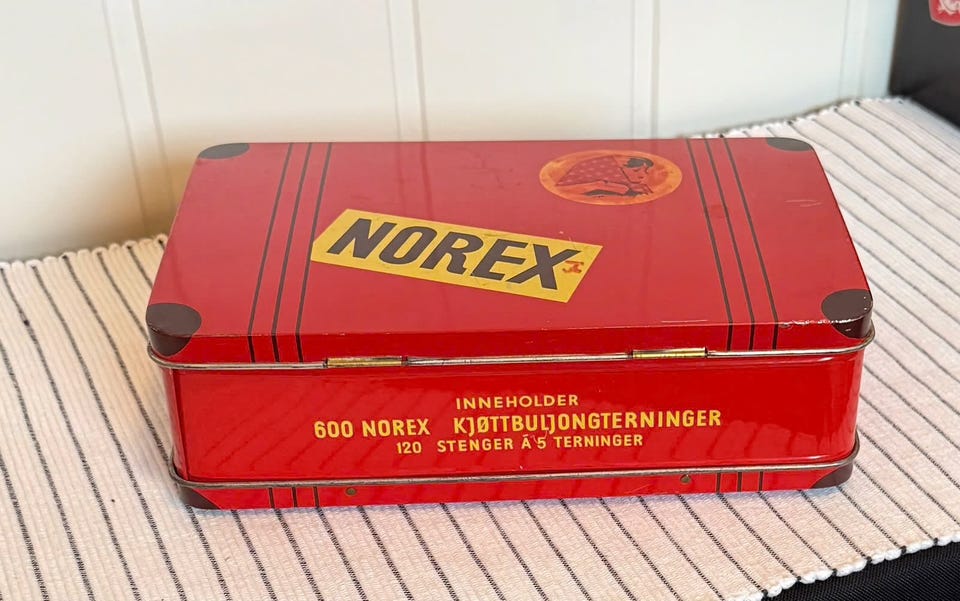 NOREX
INNEHOLDER
600 NOREX KJØTTBULJONGTERNINGER
120 STENGER Á 5 TERNINGER